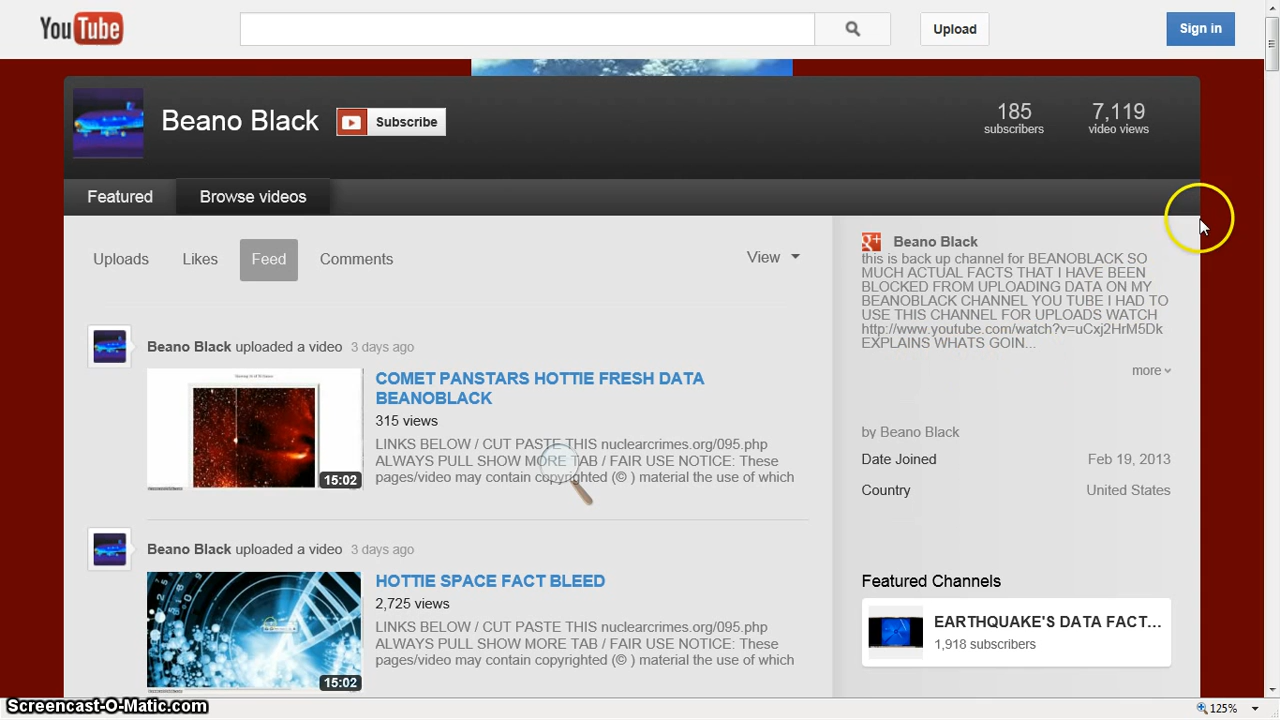 YouTube
Upload
Sign in
Beano Black
Subscribe
185
subscribers
7,119
video views
Featured
Browse videos
Uploads
Likes
Feed
Comments
View
Beano Black uploaded a video 3 days ago
COMET PANSTARS HOTTIE FRESH DATA
BEANOBLACK
315 views
LINKS BELOW / CUT PASTE THIS nuclearcrimes.org/095.php
ALWAYS PULL SHOW MORE TAB / FAIR USE NOTICE: These
pages/video may contain copyrighted (© ) material the use of which
15:02
Beano Black uploaded a video 3 days ago
HOTTIE SPACE FACT BLEED
2,725 views
LINKS BELOW / CUT PASTE THIS nuclearcrimes.org/095.php
ALWAYS PULL SHOW MORE TAB / FAIR USE NOTICE: These
pages/video may contain copyrighted (© ) material the use of which
15:02
Beano Black
this is back up channel for BEANOBLACK SO
MUCH ACTUAL FACTS THAT I HAVE BEEN
BLOCKED FROM UPLOADING DATA ON MY
BEANOBLACK CHANNEL YOU TUBE I HAD TO
USE THIS CHANNEL FOR UPLOADS WATCH
http://www.youtube.com/watch?v=uCxj2HrM5Dk
EXPLAINS WHATS GOIN...
more
by Beano Black
Date Joined Feb 19, 2013
Country United States
Featured Channels
EARTHQUAKE'S DATA FACT...
1,918 subscribers
Screencast-O-Matic.com
125%